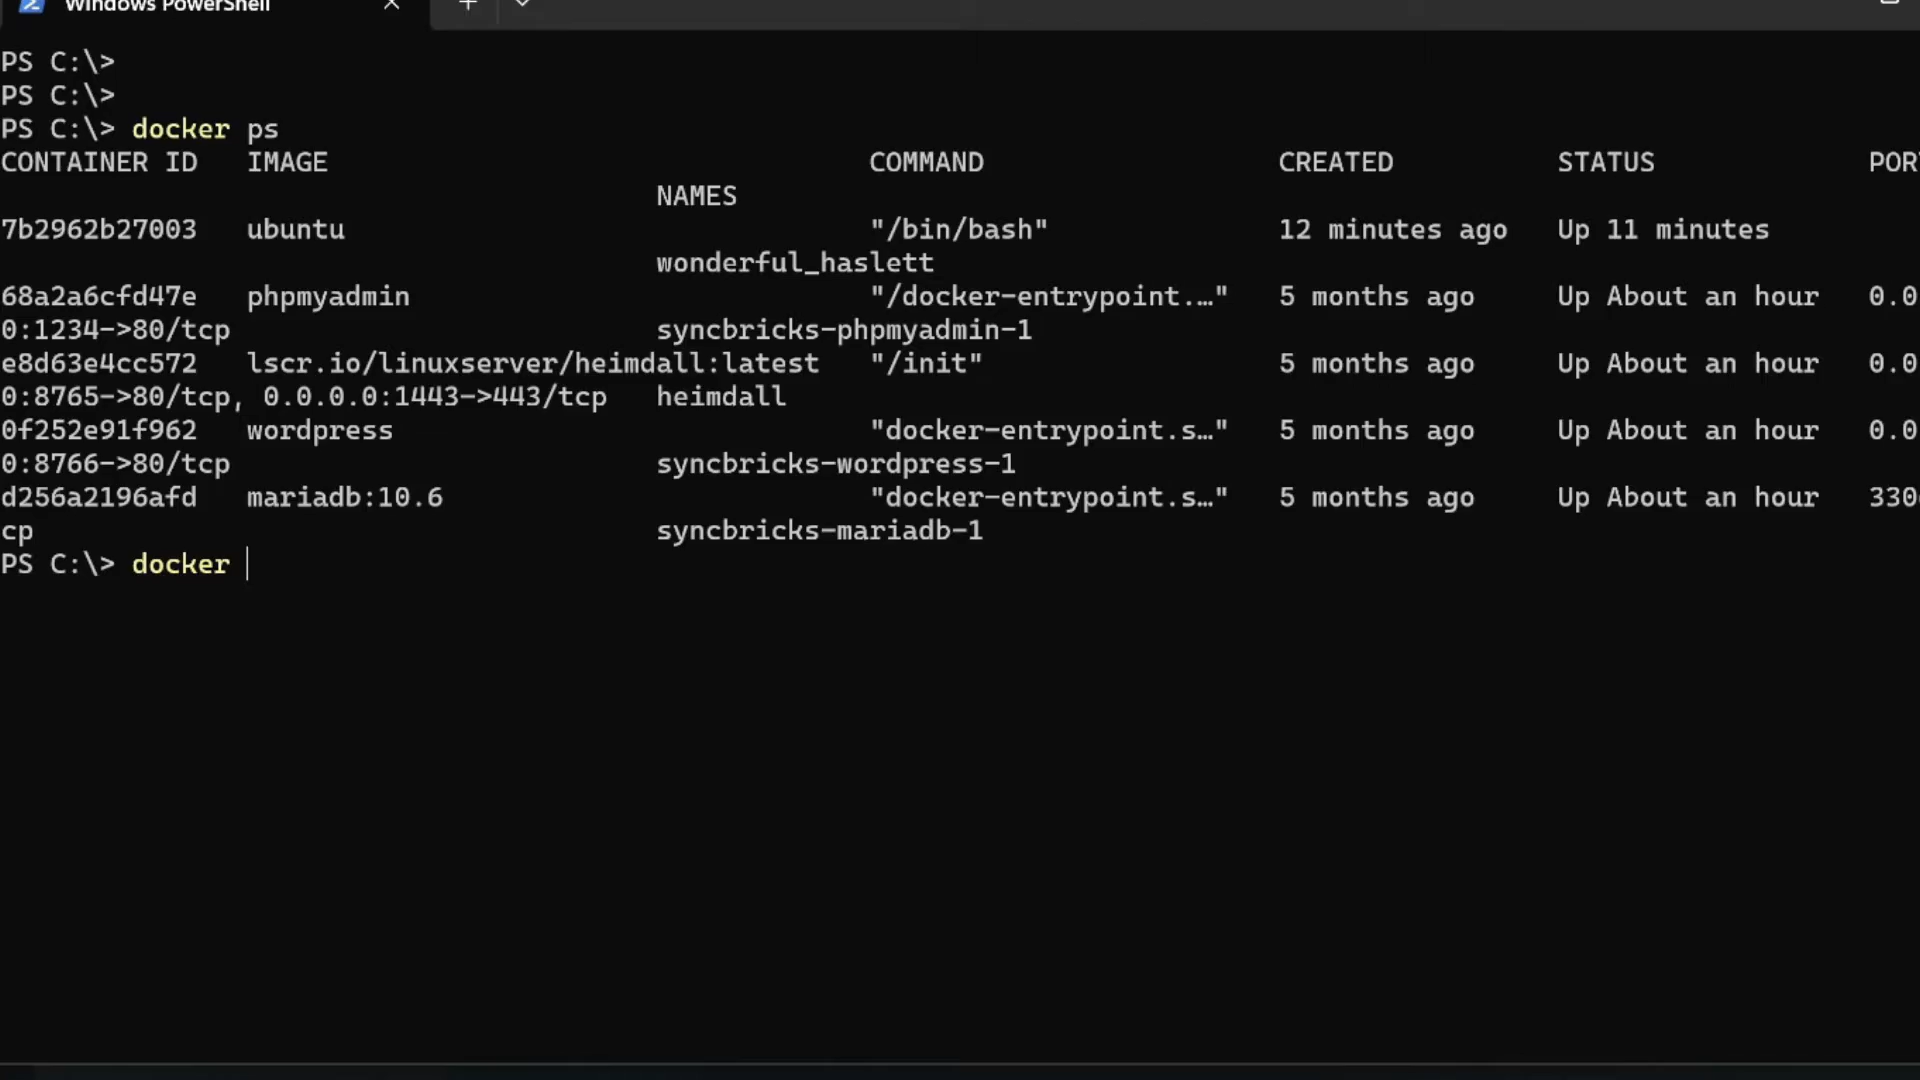 Windows PowerShell
PS C:\>
PS C:\>
PS C:\> docker ps
CONTAINER ID   IMAGE                                 COMMAND                  CREATED          STATUS             POR
                                        NAMES
7b2962b27003   ubuntu                                "/bin/bash"              12 minutes ago   Up 11 minutes
                                        wonderful_haslett
68a2a6cfd47e   phpmyadmin                            "/docker-entrypoint.…"   5 months ago     Up About an hour   0.0
0:1234->80/tcp                          syncbricks-phpmyadmin-1
e8d63e4cc572   lscr.io/linuxserver/heimdall:latest   "/init"                  5 months ago     Up About an hour   0.0
0:8765->80/tcp, 0.0.0.0:1443->443/tcp   heimdall
0f252e91f962   wordpress                             "docker-entrypoint.s…"   5 months ago     Up About an hour   0.0
0:8766->80/tcp                          syncbricks-wordpress-1
d256a2196afd   mariadb:10.6                          "docker-entrypoint.s…"   5 months ago     Up About an hour   330
cp                                      syncbricks-mariadb-1
PS C:\> docker